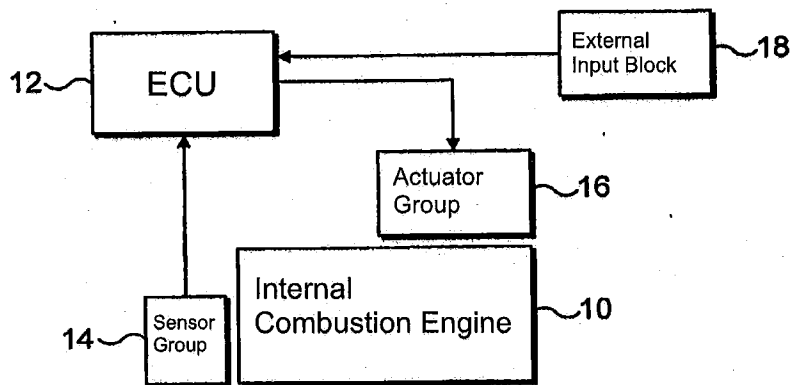 External
Input Block
18
12
ECU
Actuator
Group
16
Internal
Combustion Engine
10
14
Sensor
Group